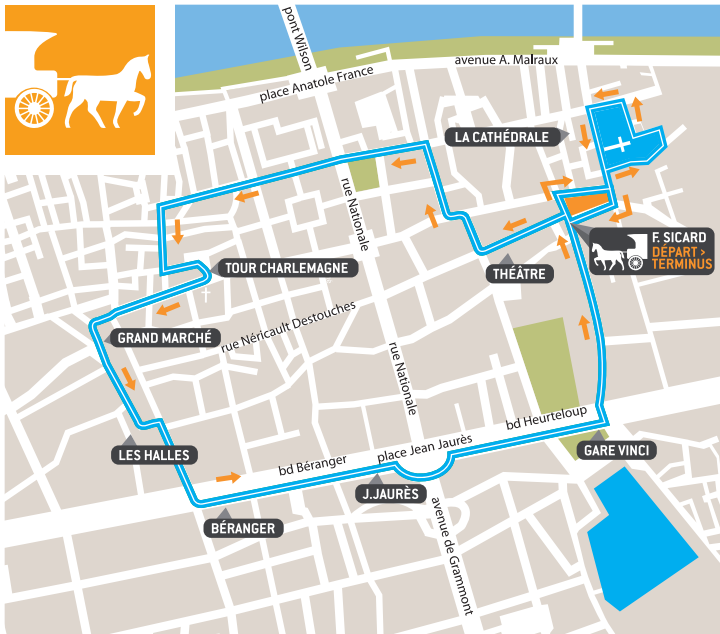 pont Wilson
avenue A. Malraux
place Anatole France
LA CATHÉDRALE
rue Nationale
F. SICARD
DÉPART >
TERMINUS
TOUR CHARLEMAGNE
THÉÂTRE
GRAND MARCHÉ
rue Néricault Destouches
rue Nationale
bd Heurteloup
place Jean Jaurès
GARE VINCI
LES HALLES
bd Béranger
J.JAURÈS
BÉRANGER
avenue de Grammont